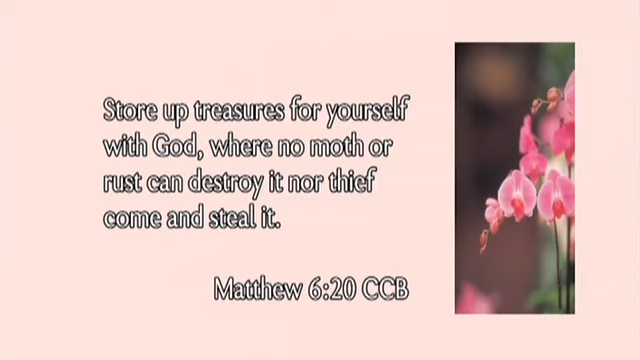 Store up treasures for yourself
with God, where no moth or
rust can destroy it nor thief
come and steal it.
Matthew 6:20 CCB